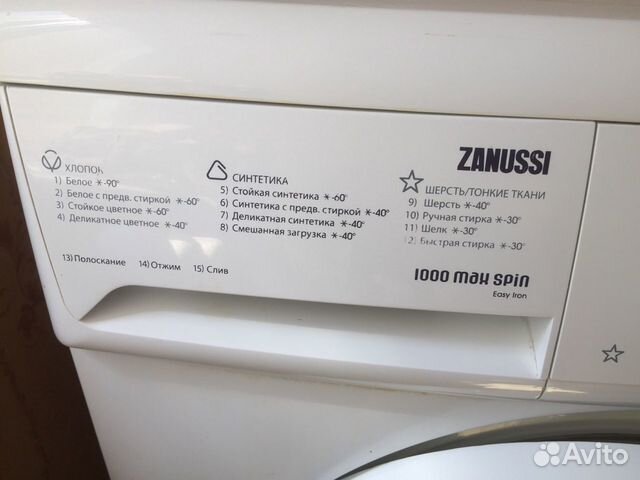 ZANUSSI
ХЛОПОК
1) Белое ✳-90°
2) Белое с предв. стиркой ✳-60°
3) Стойкое цветное ✳-60°
4) Деликатное цветное ✳-40°
СИНТЕТИКА
5) Стойкая синтетика ✳-60°
6) Синтетика с предв. стиркой ✳-40°
7) Деликатная синтетика ✳-40°
8) Смешанная загрузка ✳-40°
ШЕРСТЬ/ТОНКИЕ ТКАНИ
9) Шерсть ✳-40°
10) Ручная стирка ✳-30°
11) Шелк ✳-30°
12) Быстрая стирка ✳-30°
13) Полоскание 14) Отжим 15) Слив
1000 max spin
Easy Iron
Avito